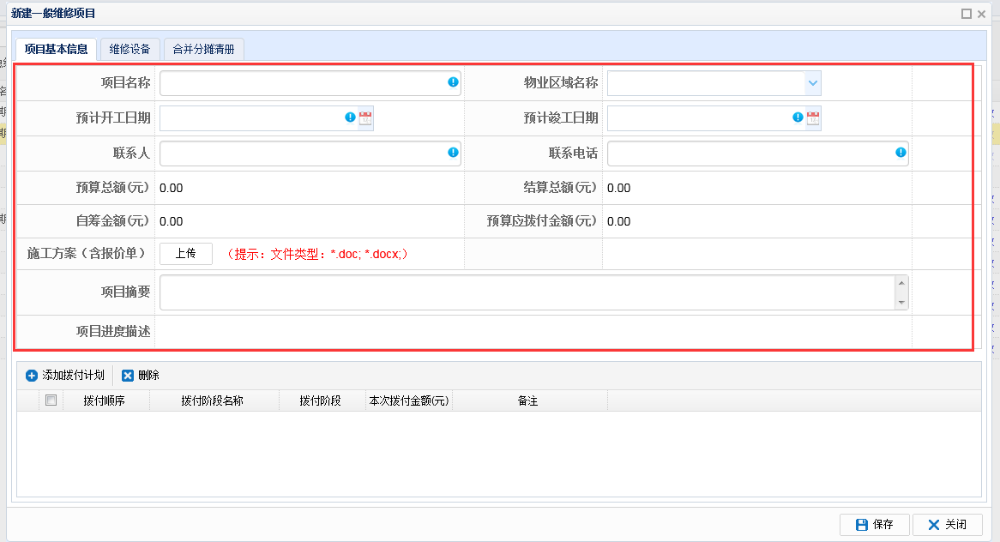 新建一般维修项目
项目基本信息 维修设备 合并分摊清册
项目名称 物业区域名称
预计开工日期 预计竣工日期
联系人 联系电话
预算总额(元) 0.00 结算总额(元) 0.00
自筹金额(元) 0.00 预算应拨付金额(元) 0.00
施工方案（含报价单） 上传 （提示：文件类型：*.doc; *.docx;）
项目摘要
项目进度描述
添加拨付计划 删除
拨付顺序 拨付阶段名称 拨付阶段 本次拨付金额(元) 备注
保存 关闭